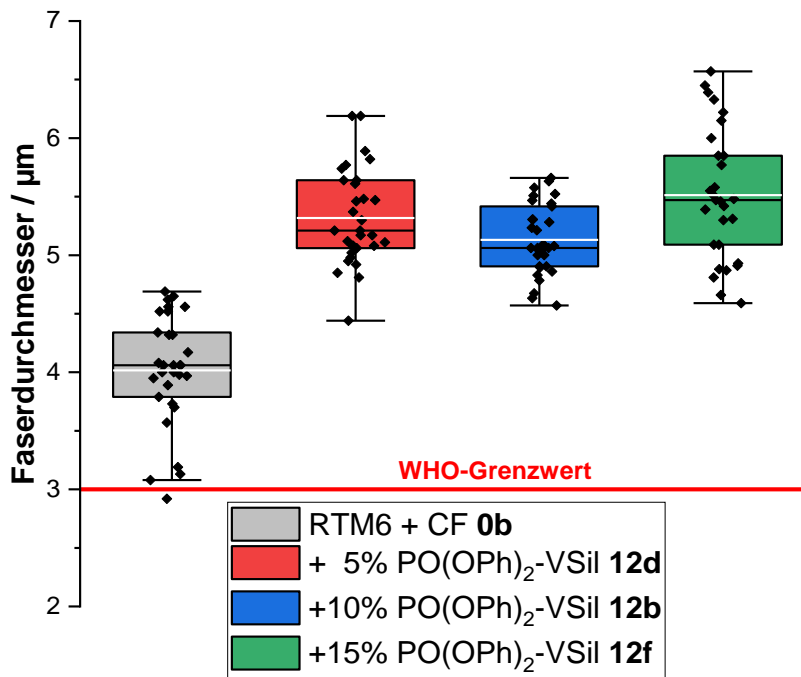 7
6
5
4
3
2
Faserdurchmesser / µm
WHO-Grenzwert
RTM6 + CF 0b
+ 5% PO(OPh)₂-VSil 12d
+10% PO(OPh)₂-VSil 12b
+15% PO(OPh)₂-VSil 12f